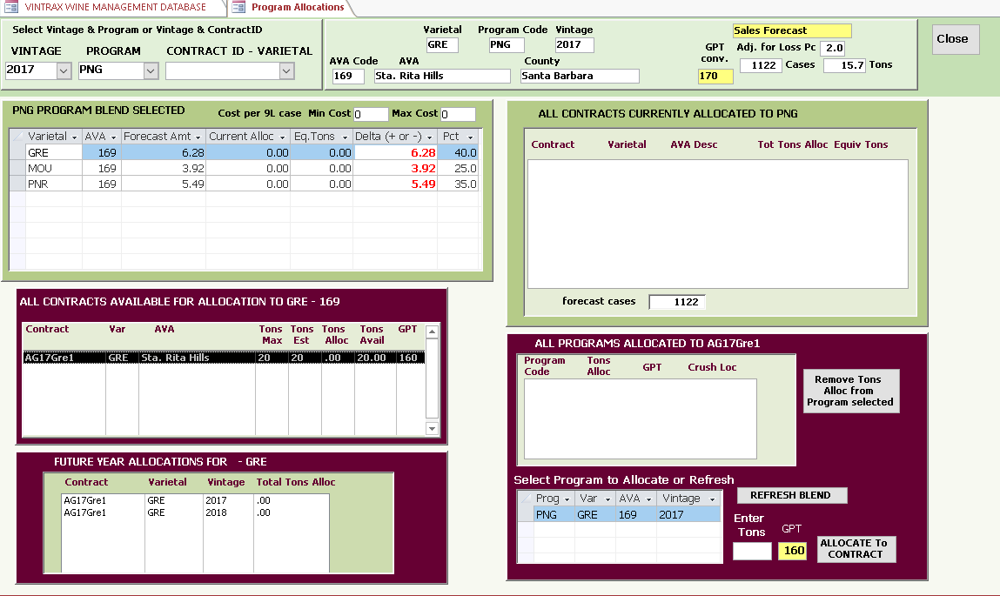 VINTRAX WINE MANAGEMENT DATABASE Program Allocations
Select Vintage & Program or Vintage & ContractID
VINTAGE PROGRAM CONTRACT ID - VARIETAL
2017 PNG
Varietal Program Code Vintage
GRE PNG 2017
AVA Code AVA County
169 Sta. Rita Hills Santa Barbara
Sales Forecast
GPT conv. Adj. for Loss Pc 2.0
1122 Cases 15.7 Tons
170
Close
PNG PROGRAM BLEND SELECTED Cost per 9L case Min Cost 0 Max Cost 0
Varietal AVA Forecast Amt Current Alloc Eq.Tons Delta (+ or -) Pct
GRE 169 6.28 0.00 0.00 6.28 40.0
MOU 169 3.92 0.00 0.00 3.92 25.0
PNR 169 5.49 0.00 0.00 5.49 35.0
ALL CONTRACTS CURRENTLY ALLOCATED TO PNG
Contract Varietal AVA Desc Tot Tons Alloc Equiv Tons
forecast cases 1122
ALL CONTRACTS AVAILABLE FOR ALLOCATION TO GRE - 169
Contract Var AVA Tons Max Tons Est Tons Alloc Tons Avail GPT
AG17Gre1 GRE Sta. Rita Hills 20 20 .00 20.00 160
FUTURE YEAR ALLOCATIONS FOR - GRE
Contract Varietal Vintage Total Tons Alloc
AG17Gre1 GRE 2017 .00
AG17Gre1 GRE 2018 .00
ALL PROGRAMS ALLOCATED TO AG17Gre1
Program Code Tons Alloc GPT Crush Loc
Remove Tons
Alloc from
Program selected
Select Program to Allocate or Refresh
Prog Var AVA Vintage
PNG GRE 169 2017
REFRESH BLEND
Enter
Tons GPT
160
ALLOCATE To
CONTRACT